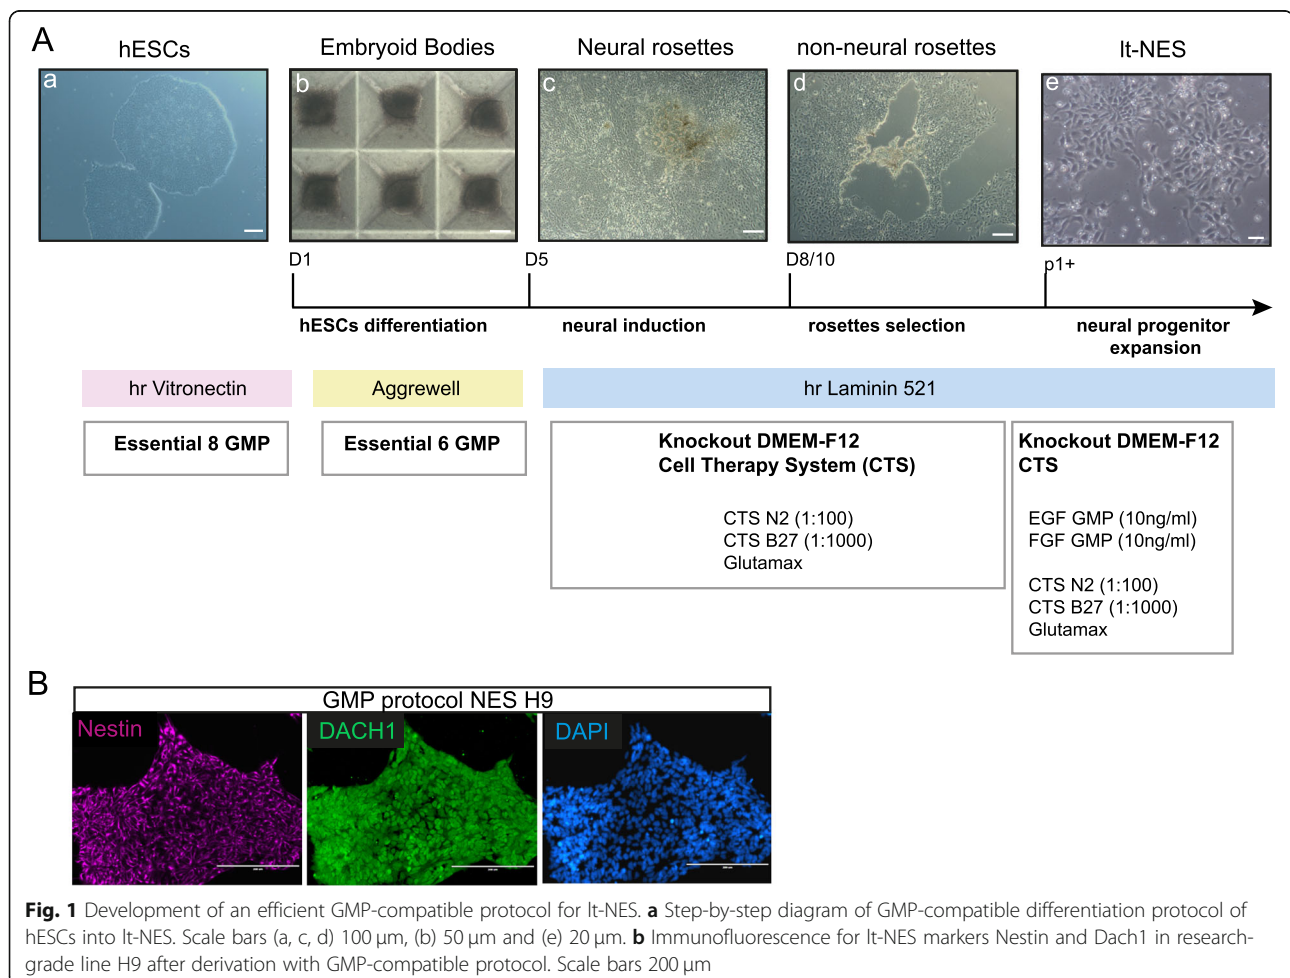 A
hESCs
Embryoid Bodies
Neural rosettes
non-neural rosettes
lt-NES
a
b
c
d
e
D1
D5
D8/10
p1+
hESCs differentiation
neural induction
rosettes selection
neural progenitor
expansion
hr Vitronectin
Aggrewell
hr Laminin 521
Essential 8 GMP
Essential 6 GMP
Knockout DMEM-F12
Cell Therapy System (CTS)
CTS N2 (1:100)
CTS B27 (1:1000)
Glutamax
Knockout DMEM-F12
CTS
EGF GMP (10ng/ml)
FGF GMP (10ng/ml)
CTS N2 (1:100)
CTS B27 (1:1000)
Glutamax
B
GMP protocol NES H9
Nestin
DACH1
DAPI
Fig. 1 Development of an efficient GMP-compatible protocol for lt-NES. a Step-by-step diagram of GMP-compatible differentiation protocol of
hESCs into lt-NES. Scale bars (a, c, d) 100 μm, (b) 50 μm and (e) 20 μm. b Immunofluorescence for lt-NES markers Nestin and Dach1 in research-
grade line H9 after derivation with GMP-compatible protocol. Scale bars 200 μm